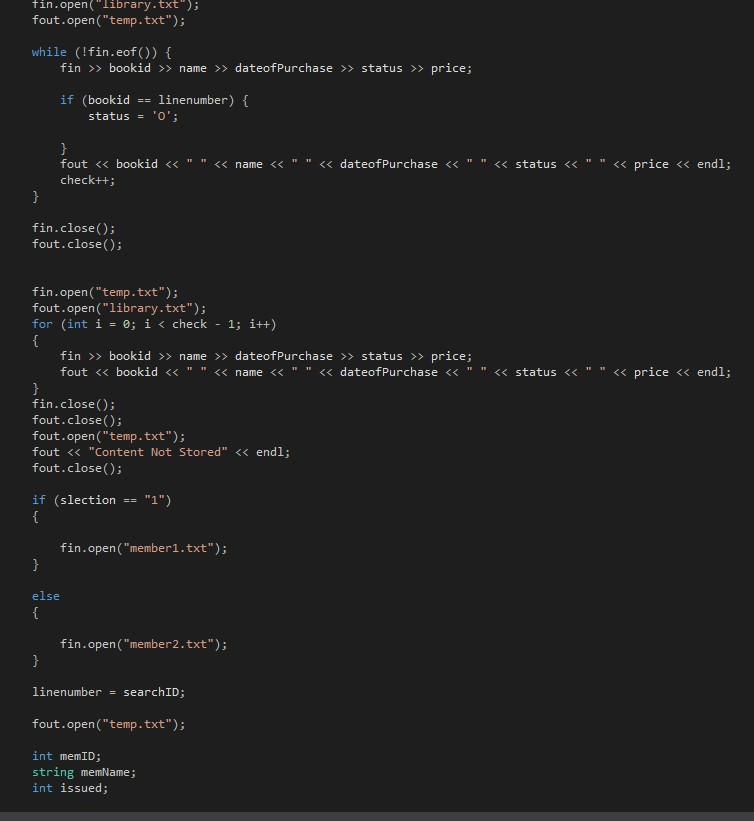 fin.open("library.txt");
fout.open("temp.txt");
while (!fin.eof()) {
fin >> bookid >> name >> dateofPurchase >> status >> price;
if (bookid == linenumber) {
status = 'O';
}
fout << bookid << " " << name << " " << dateofPurchase << " " << status << " " << price << endl;
check++;
}
fin.close();
fout.close();
fin.open("temp.txt");
fout.open("library.txt");
for (int i = 0; i < check - 1; i++)
{
fin >> bookid >> name >> dateofPurchase >> status >> price;
fout << bookid << " " << name << " " << dateofPurchase << " " << status << " " << price << endl;
}
fin.close();
fout.close();
fout.open("temp.txt");
fout << "Content Not Stored" << endl;
fout.close();
if (slection == "1")
{
fin.open("member1.txt");
}
else
{
fin.open("member2.txt");
}
linenumber = searchID;
fout.open("temp.txt");
int memID;
string memName;
int issued;